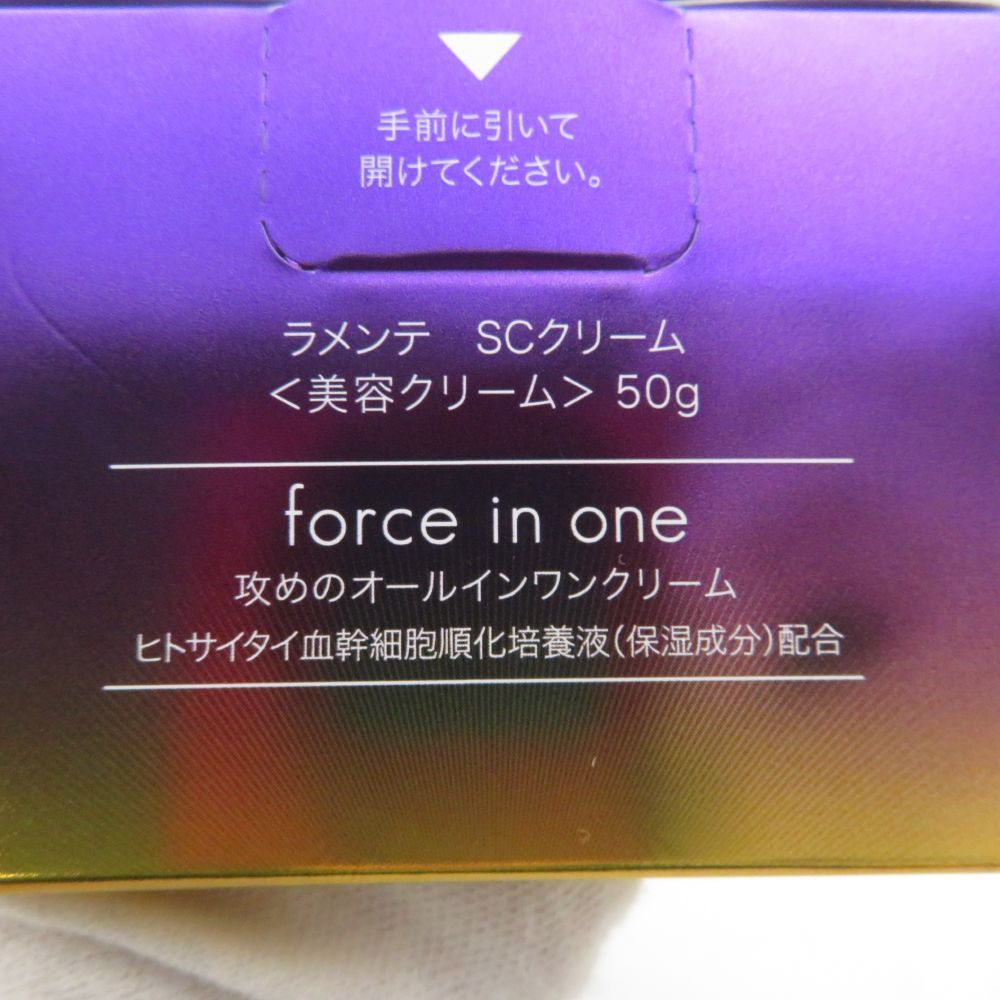 手前に引いて
開けてください。
ラメンテ　SCクリーム
＜美容クリーム＞ 50g
force in one
攻めのオールインワンクリーム
ヒトサイタイ血幹細胞順化培養液(保湿成分)配合